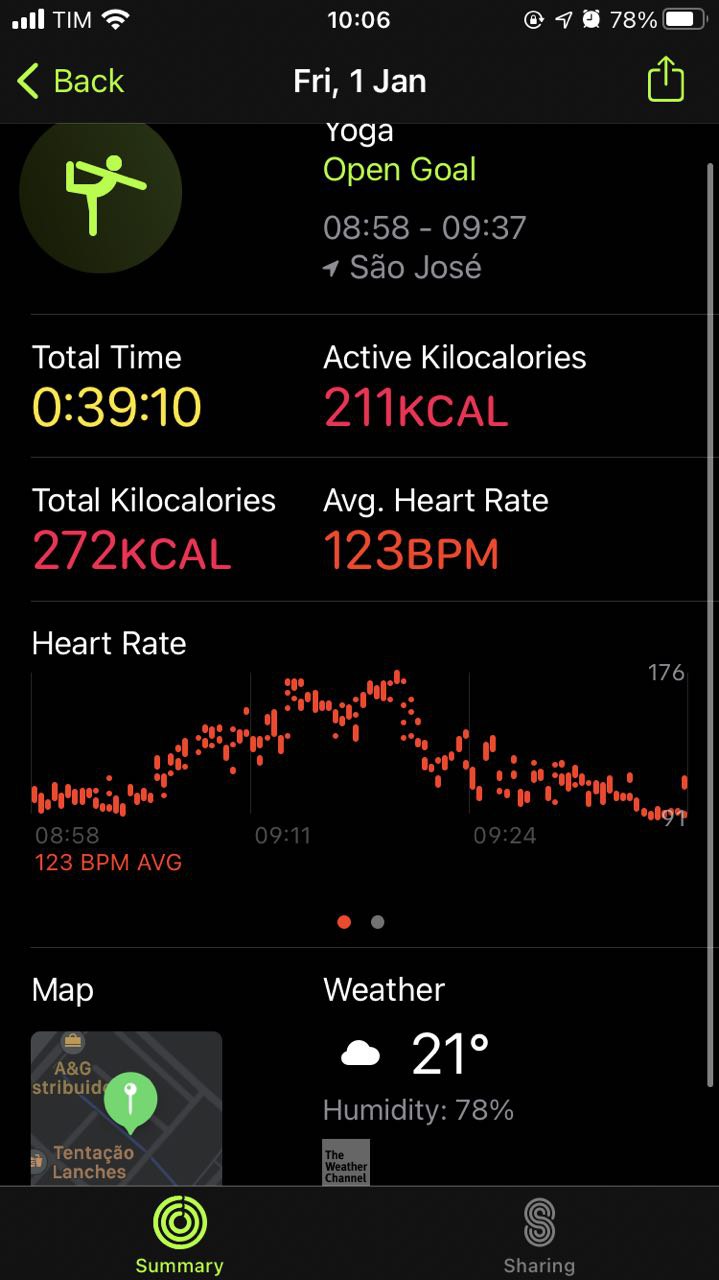 TIM 10:06 78%
Back Fri, 1 Jan
Yoga
Open Goal
08:58 - 09:37
São José
Total Time Active Kilocalories
0:39:10 211KCAL
Total Kilocalories Avg. Heart Rate
272KCAL 123BPM
Heart Rate
176
91
08:58 09:11 09:24
123 BPM AVG
Map Weather
21°
Humidity: 78%
A&G
stribuid
Tentação
Lanches
The
Weather
Channel
Summary Sharing